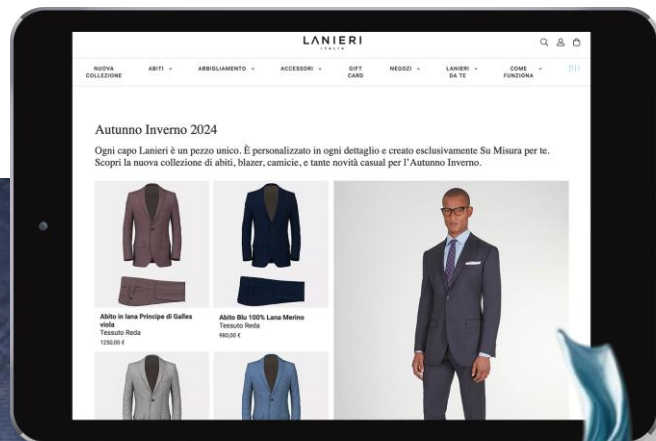 LANIERI
ITALIA
NUOVA COLLEZIONE
ABITI
ABBIGLIAMENTO
ACCESSORI
GIFT CARD
NEGOZI
LANIERI DA TE
COME FUNZIONA
Autunno Inverno 2024
Ogni capo Lanieri è un pezzo unico. È personalizzato in ogni dettaglio e creato esclusivamente Su Misura per te.
Scopri la nuova collezione di abiti, blazer, camicie, e tante novità casual per l'Autunno Inverno.
Abito in lana Principe di Galles
viola
Tessuto Reda
1250,00 €
Abito Blu 100% Lana Merino
Tessuto Reda
980,00 €